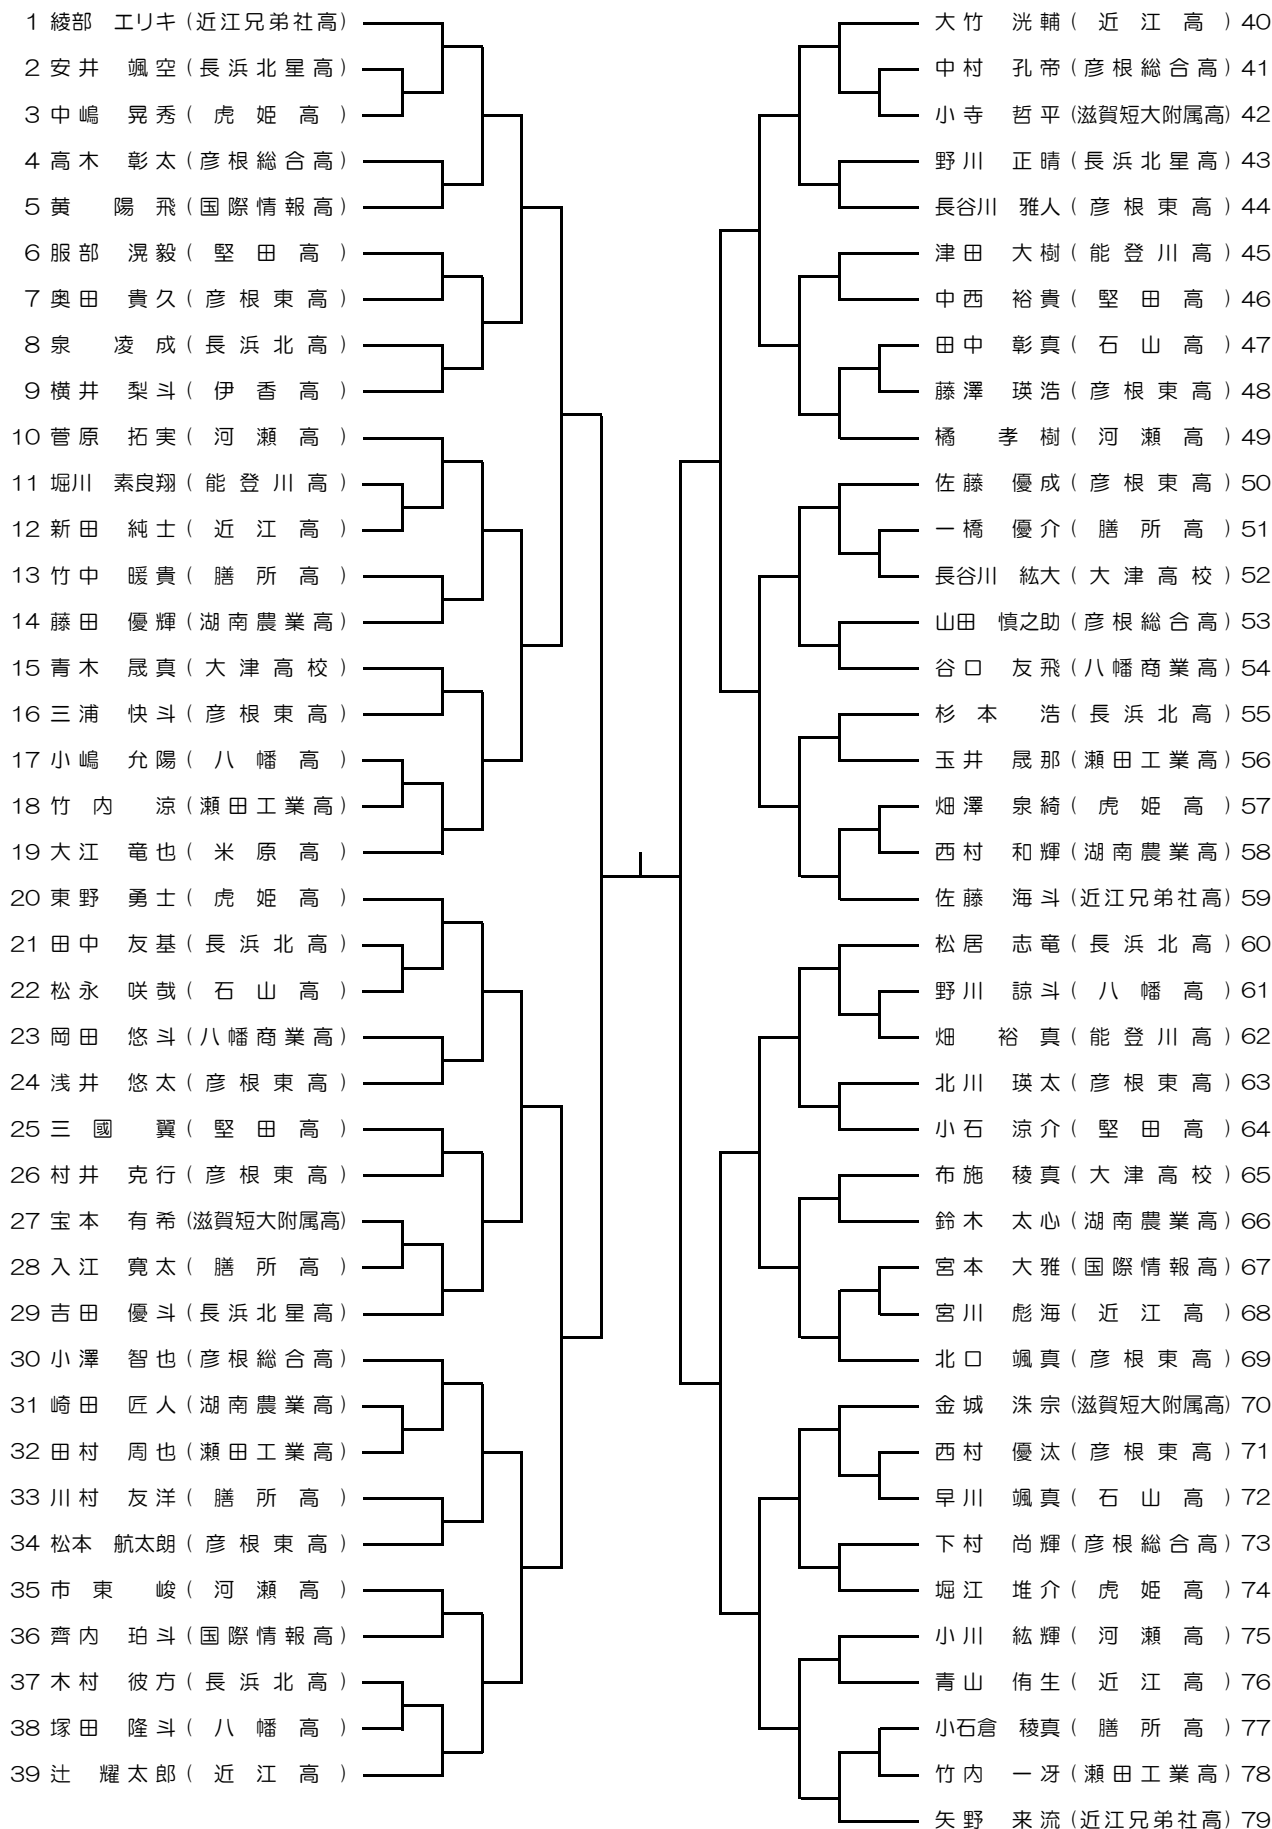 1 綾部 エリキ (近江兄弟社高)
2 安井 颯空 (長浜北星高)
3 中嶋 晃秀 (虎姫高)
4 高木 彰太 (彦根総合高)
5 黄 陽飛 (国際情報高)
6 服部 滉毅 (堅田高)
7 奥田 貴久 (彦根東高)
8 泉 凌成 (長浜北高)
9 横井 梨斗 (伊香高)
10 菅原 拓実 (河瀬高)
11 堀川 素良翔 (能登川高)
12 新田 純士 (近江高)
13 竹中 暖貴 (膳所高)
14 藤田 優輝 (湖南農業高)
15 青木 晟真 (大津高校)
16 三浦 快斗 (彦根東高)
17 小嶋 允陽 (八幡高)
18 竹内 涼 (瀬田工業高)
19 大江 竜也 (米原高)
20 東野 勇士 (虎姫高)
21 田中 友基 (長浜北高)
22 松永 咲哉 (石山高)
23 岡田 悠斗 (八幡商業高)
24 浅井 悠太 (彦根東高)
25 三國 翼 (堅田高)
26 村井 克行 (彦根東高)
27 宝本 有希 (滋賀短大附属高)
28 入江 寛太 (膳所高)
29 吉田 優斗 (長浜北星高)
30 小澤 智也 (彦根総合高)
31 崎田 匠人 (湖南農業高)
32 田村 周也 (瀬田工業高)
33 川村 友洋 (膳所高)
34 松本 航太朗 (彦根東高)
35 市東 峻 (河瀬高)
36 齊内 珀斗 (国際情報高)
37 木村 彼方 (長浜北高)
38 塚田 隆斗 (八幡高)
39 辻 耀太郎 (近江高)
大竹 洸輔 (近江高) 40
中村 孔帝 (彦根総合高) 41
小寺 哲平 (滋賀短大附属高) 42
野川 正晴 (長浜北星高) 43
長谷川 雅人 (彦根東高) 44
津田 大樹 (能登川高) 45
中西 裕貴 (堅田高) 46
田中 彰真 (石山高) 47
藤澤 瑛浩 (彦根東高) 48
橘 孝樹 (河瀬高) 49
佐藤 優成 (彦根東高) 50
一橋 優介 (膳所高) 51
長谷川 紘大 (大津高校) 52
山田 慎之助 (彦根総合高) 53
谷口 友飛 (八幡商業高) 54
杉本 浩 (長浜北高) 55
玉井 晟那 (瀬田工業高) 56
畑澤 泉綺 (虎姫高) 57
西村 和輝 (湖南農業高) 58
佐藤 海斗 (近江兄弟社高) 59
松居 志竜 (長浜北高) 60
野川 諒斗 (八幡高) 61
畑 裕真 (能登川高) 62
北川 瑛太 (彦根東高) 63
小石 涼介 (堅田高) 64
布施 稜真 (大津高校) 65
鈴木 太心 (湖南農業高) 66
宮本 大雅 (国際情報高) 67
宮川 彪海 (近江高) 68
北口 颯真 (彦根東高) 69
金城 洙宗 (滋賀短大附属高) 70
西村 優汰 (彦根東高) 71
早川 颯真 (石山高) 72
下村 尚輝 (彦根総合高) 73
堀江 堆介 (虎姫高) 74
小川 紘輝 (河瀬高) 75
青山 侑生 (近江高) 76
小石倉 稜真 (膳所高) 77
竹内 一冴 (瀬田工業高) 78
矢野 来流 (近江兄弟社高) 79